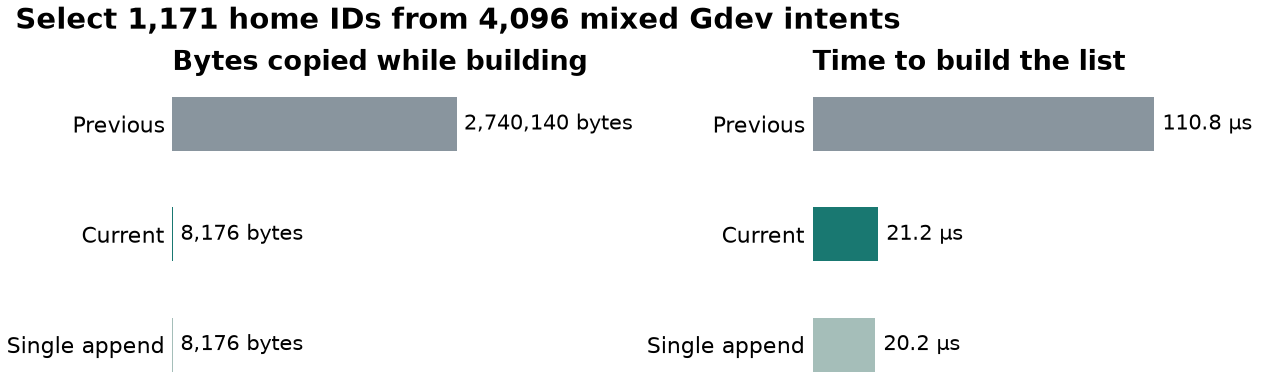 Select 1,171 home IDs from 4,096 mixed Gdev intents
Bytes copied while building
Previous 2,740,140 bytes
Current 8,176 bytes
Single append 8,176 bytes
Time to build the list
Previous 110.8 µs
Current 21.2 µs
Single append 20.2 µs